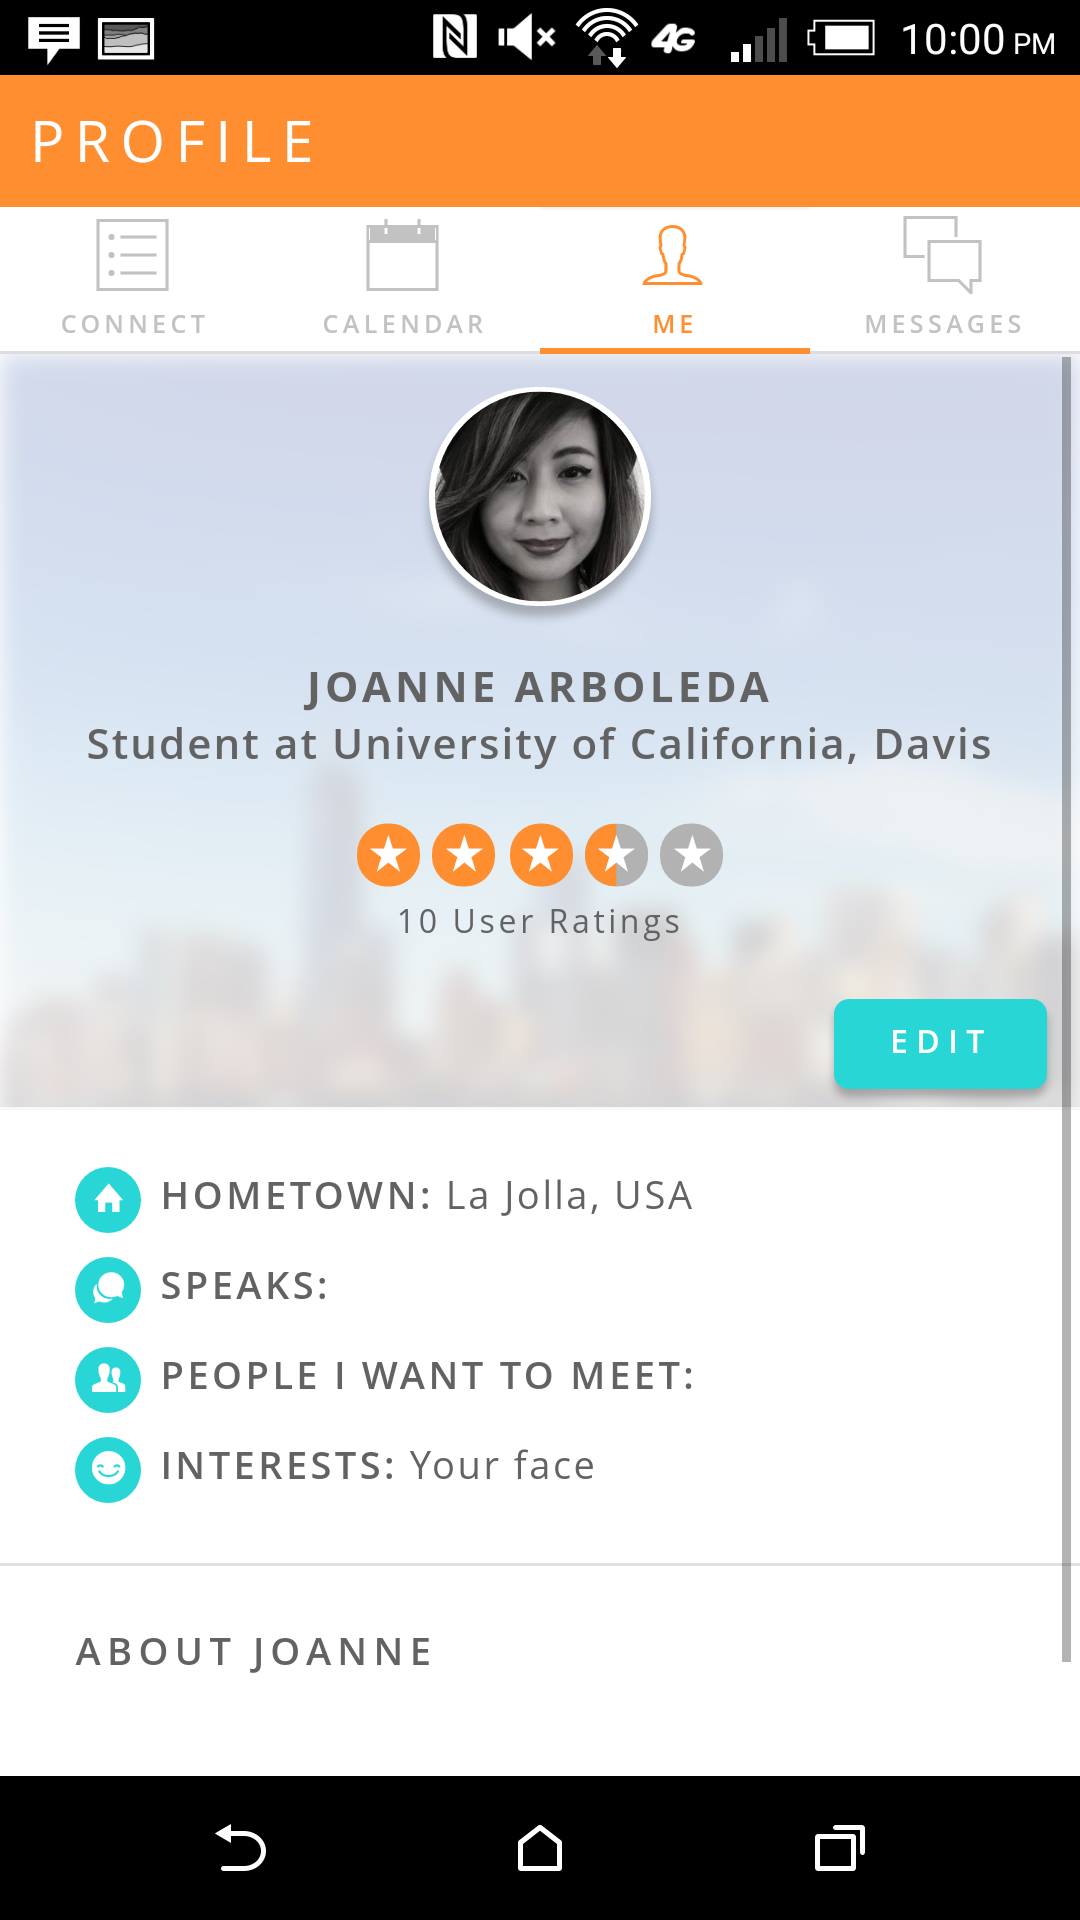 4G 10:00 PM
PROFILE
CONNECT CALENDAR ME MESSAGES
JOANNE ARBOLEDA
Student at University of California, Davis
10 User Ratings
EDIT
HOMETOWN: La Jolla, USA
SPEAKS:
PEOPLE I WANT TO MEET:
INTERESTS: Your face
ABOUT JOANNE